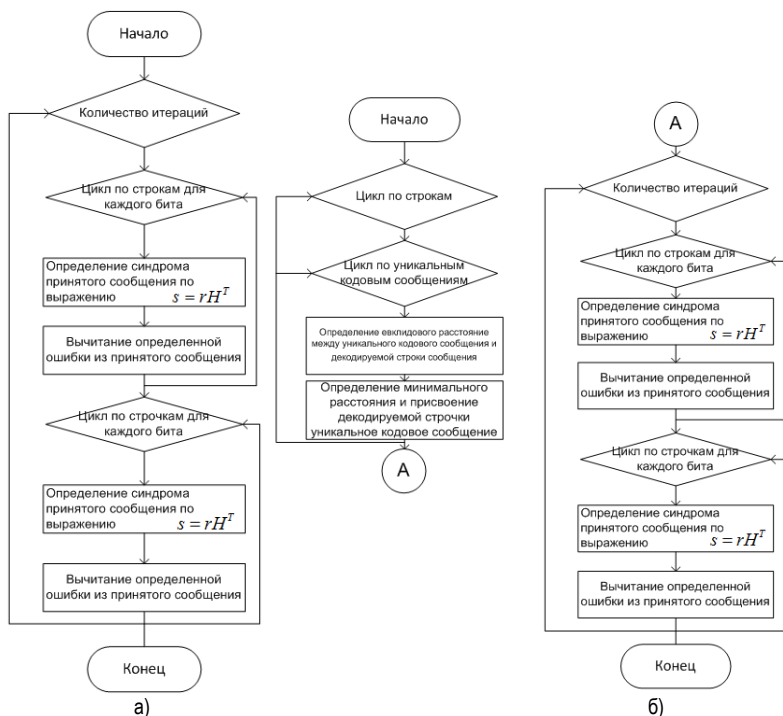 Начало
Количество итераций
Цикл по строкам для
каждого бита
Определение синдрома
принятого сообщения по
выражению s = rH^T
Вычитание определенной
ошибки из принятого сообщения
Цикл по строчкам для
каждого бита
Определение синдрома
принятого сообщения по
выражению s = rH^T
Вычитание определенной
ошибки из принятого сообщения
Конец
а)
Начало
Цикл по строкам
Цикл по уникальным
кодовым сообщениям
Определение евклидового расстояние
между уникального кодового сообщения и
декодируемой строки сообщения
Определение минимального
расстояния и присвоение
декодируемой строчки
уникальное кодовое сообщение
А
А
Количество итераций
Цикл по строкам для
каждого бита
Определение синдрома
принятого сообщения по
выражению s = rH^T
Вычитание определенной
ошибки из принятого сообщения
Цикл по строчкам для
каждого бита
Определение синдрома
принятого сообщения по
выражению s = rH^T
Вычитание определенной
ошибки из принятого сообщения
Конец
б)